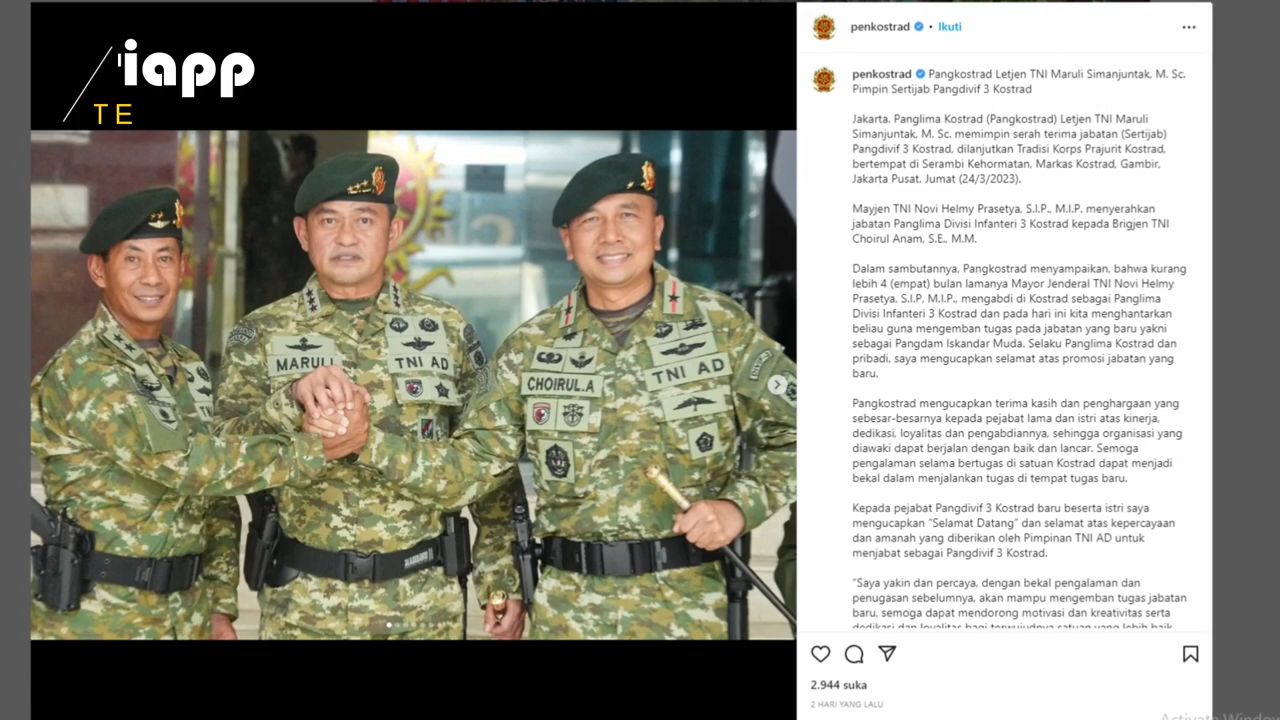 iapp
TE
MARULI
TNI AD
CHOIRUL.A
TNI AD
penkostrad • Ikuti
penkostrad Pangkostrad Letjen TNI Maruli Simanjuntak, M. Sc.
Pimpin Sertijab Pangdivif 3 Kostrad
Jakarta. Panglima Kostrad (Pangkostrad) Letjen TNI Maruli
Simanjuntak, M. Sc. memimpin serah terima jabatan (Sertijab)
Pangdivif 3 Kostrad, dilanjutkan Tradisi Korps Prajurit Kostrad,
bertempat di Serambi Kehormatan, Markas Kostrad, Gambir,
Jakarta Pusat. Jumat (24/3/2023).
Mayjen TNI Novi Helmy Prasetya, S.I.P., M.I.P. menyerahkan
jabatan Panglima Divisi Infanteri 3 Kostrad kepada Brigjen TNI
Choirul Anam, S.E., M.M.
Dalam sambutannya, Pangkostrad menyampaikan, bahwa kurang
lebih 4 (empat) bulan lamanya Mayor Jenderal TNI Novi Helmy
Prasetya, S.I.P, M.I.P., mengabdi di Kostrad sebagai Panglima
Divisi Infanteri 3 Kostrad dan pada hari ini kita menghantarkan
beliau guna mengemban tugas pada jabatan yang baru yakni
sebagai Pangdam Iskandar Muda. Selaku Panglima Kostrad dan
pribadi, saya mengucapkan selamat atas promosi jabatan yang
baru.
Pangkostrad mengucapkan terima kasih dan penghargaan yang
sebesar-besarnya kepada pejabat lama dan istri atas kinerja,
dedikasi, loyalitas dan pengabdiannya, sehingga organisasi yang
diawaki dapat berjalan dengan baik dan lancar. Semoga
pengalaman selama bertugas di satuan Kostrad dapat menjadi
bekal dalam menjalankan tugas di tempat tugas baru.
Kepada pejabat Pangdivif 3 Kostrad baru beserta istri saya
mengucapkan "Selamat Datang" dan selamat atas kepercayaan
dan amanah yang diberikan oleh Pimpinan TNI AD untuk
menjabat sebagai Pangdivif 3 Kostrad.
"Saya yakin dan percaya, dengan bekal pengalaman dan
penugasan sebelumnya, akan mampu mengemban tugas jabatan
baru, semoga dapat mendorong motivasi dan kreativitas serta
dedikasi dan loyalitas bagi terwujudnya satuan yang lebih baik
2.944 suka
2 HARI YANG LALU
Activate Window